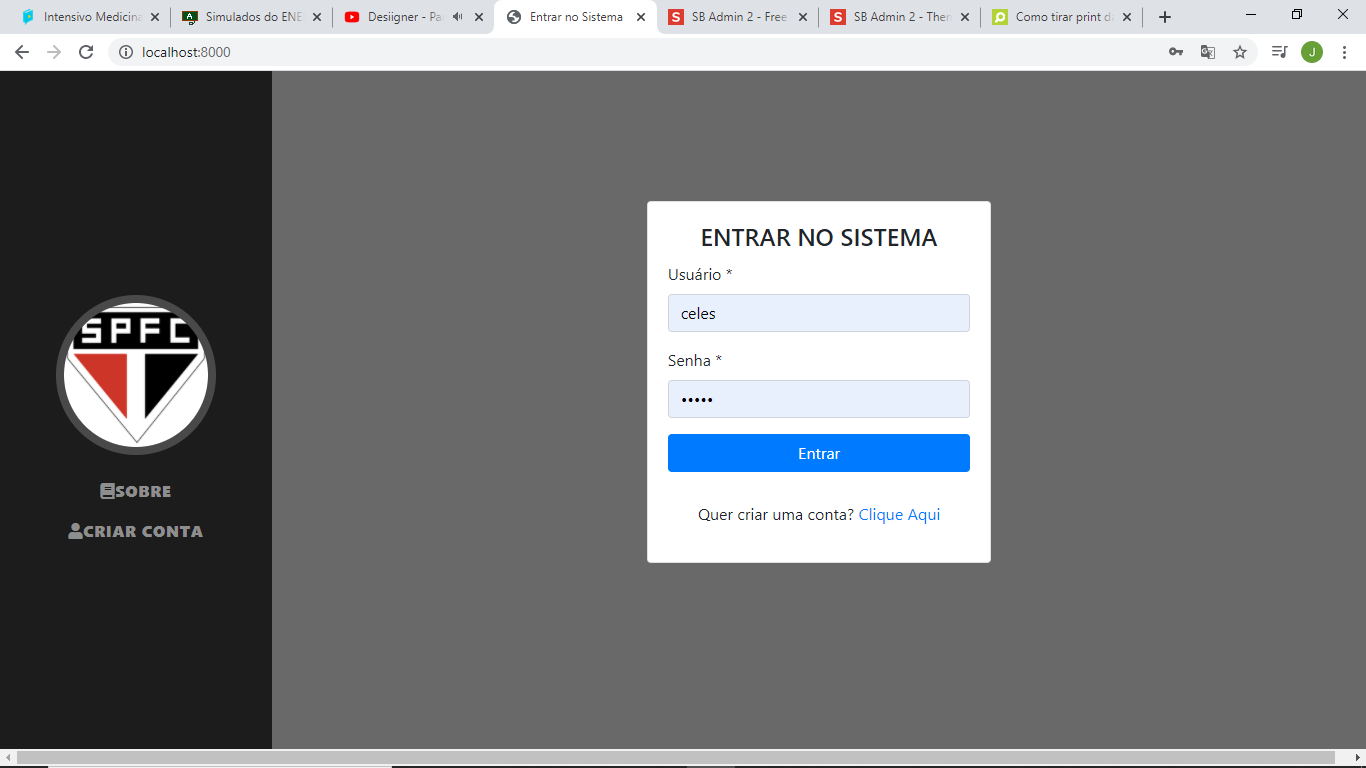 Intensivo Medicina
Simulados do ENE
Desiigner - Pa
Entrar no Sistema
SB Admin 2 - Free
SB Admin 2 - Them
Como tirar print d
localhost:8000
J
SPFC
SOBRE
CRIAR CONTA
ENTRAR NO SISTEMA
Usuário *
celes
Senha *
•••••
Entrar
Quer criar uma conta? Clique Aqui